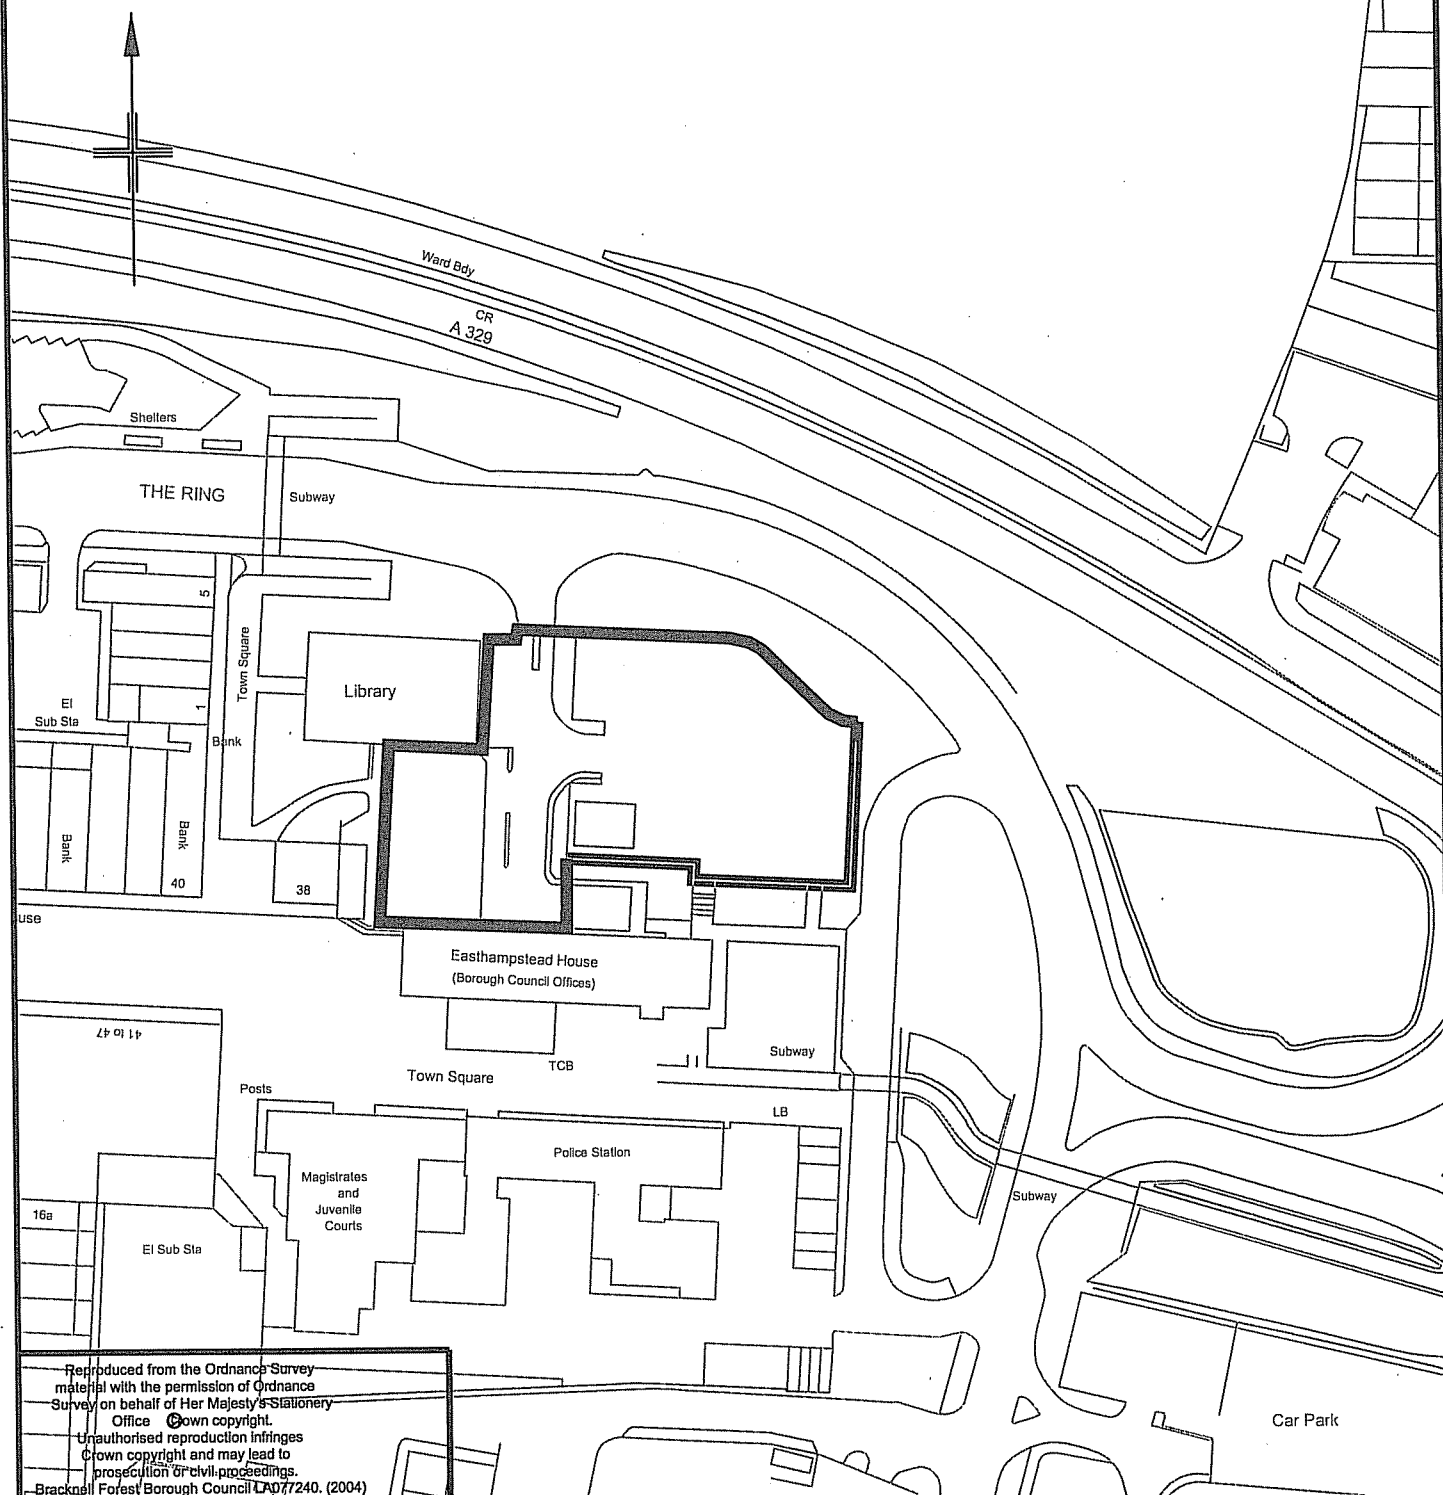 Ward Bdy
CR
A 329
Shelters
THE RING
Subway
5
Town Square
Library
El
Sub Sta
1
Bank
Bank
Bank
40
38
use
Easthampstead House
(Borough Council Offices)
41 to 47
Subway
TCB
Town Square
Posts
LB
Police Station
Magistrates
and
Juvenile
Courts
Subway
16a
El Sub Sta
Reproduced from the Ordnance Survey
material with the permission of Ordnance
Survey on behalf of Her Majesty's Stationery
Office © Crown copyright.
Unauthorised reproduction infringes
Crown copyright and may lead to
prosecution or civil proceedings.
Bracknell Forest Borough Council LA077240. (2004)
Car Park